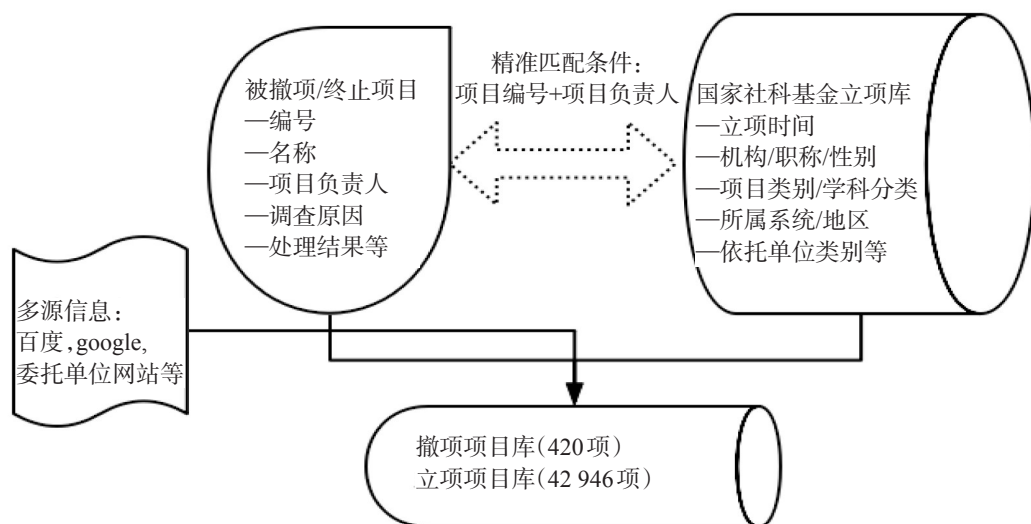 被撤项/终止项目
—编号
—名称
—项目负责人
—调查原因
—处理结果等
精准匹配条件：
项目编号+项目负责人
国家社科基金立项库
—立项时间
—机构/职称/性别
—项目类别/学科分类
—所属系统/地区
—依托单位类别等
多源信息：
百度,google,
委托单位网站等
撤项项目库(420项)
立项项目库(42 946项)